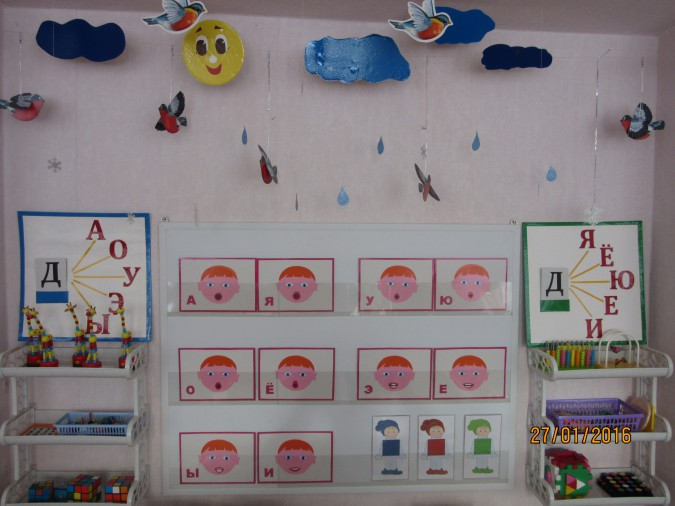 Д
А
О
У
Э
Ы
А Я У Ю
О Ё Э Е
Ы И
Д
Я
Ё
Ю
Е
И
27/01/2016